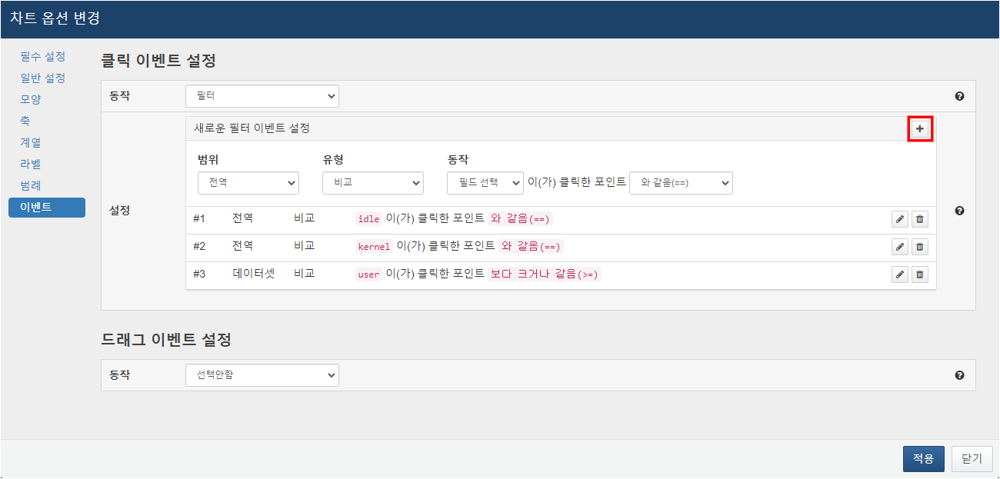 차트 옵션 변경
필수 설정
일반 설정
모양
축
계열
라벨
범례
이벤트
클릭 이벤트 설정
동작 필터
설정
새로운 필터 이벤트 설정
범위 유형 동작
전역 비교 필드 선택 이(가) 클릭한 포인트 와 같음(==)
#1 전역 비교 idle 이(가) 클릭한 포인트 와 같음(==)
#2 전역 비교 kernel 이(가) 클릭한 포인트 와 같음(==)
#3 데이터셋 비교 user 이(가) 클릭한 포인트 보다 크거나 같음(>=)
드래그 이벤트 설정
동작 선택안함
적용 닫기